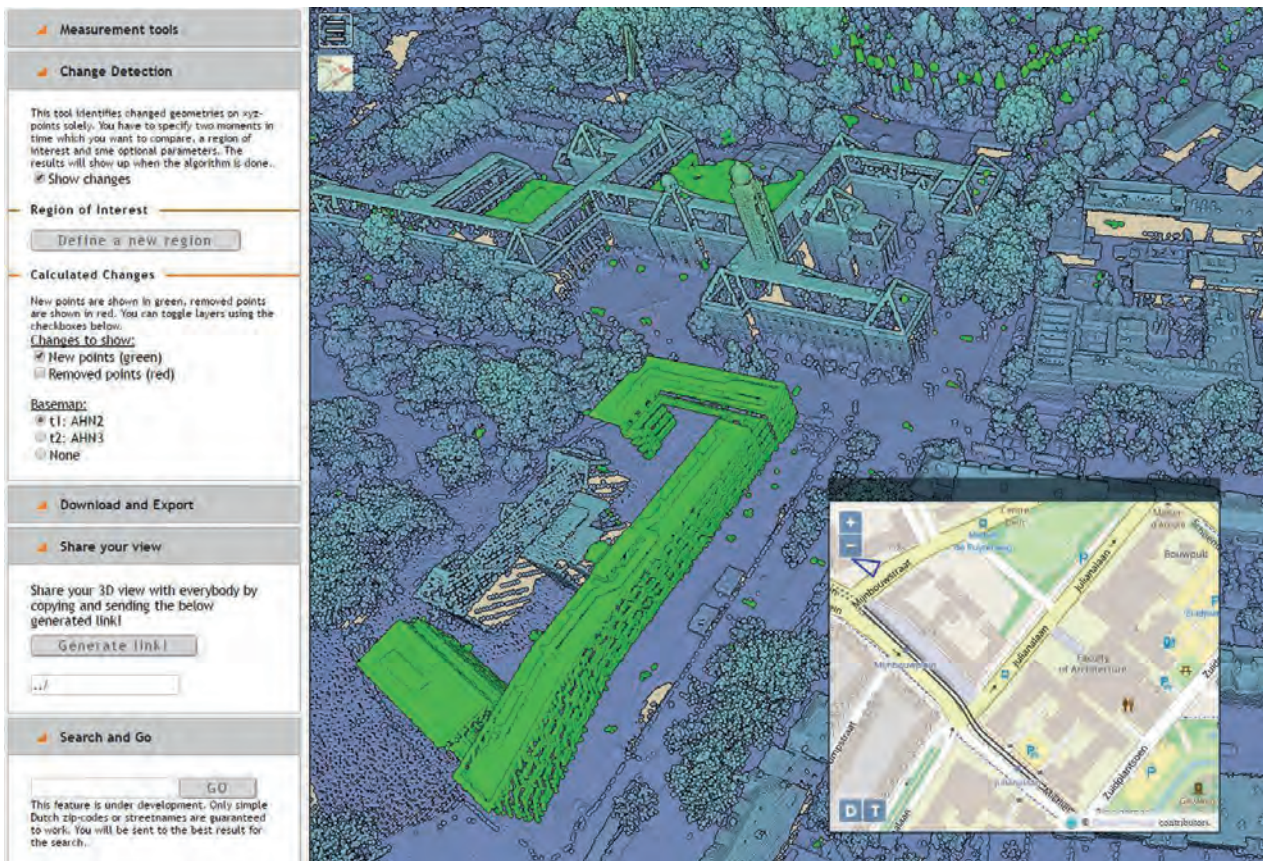 Measurement tools
Change Detection
This tool identifies changed geometries on xyz-
points solely. You have to specify two moments in
time which you want to compare, a region of
interest and sme optional parameters. The
results will show up when the algorithm is done.
Show changes
Region of Interest
Define a new region
Calculated Changes
New points are shown in green, removed points
are shown in red. You can toggle layers using the
checkboxes below.
Changes to show:
New points (green)
Removed points (red)
Basemap:
t1: AHN2
t2: AHN3
None
Download and Export
Share your view
Share your 3D view with everybody by
copying and sending the below
generated link!
Generate link!
../
Search and Go
GO
This feature is under development. Only simple
Dutch zip-codes or streetnames are guaranteed
to work. You will be sent to the best result for
the search.
+
−
Centre
Delft
Mijnbouwstraat
Julianalaan
Bouwpub
Mijnbouwplein
Julianalaan
Faculty
of Architecture
Zuidplantsoen
P
P
P
D T
© contributors.